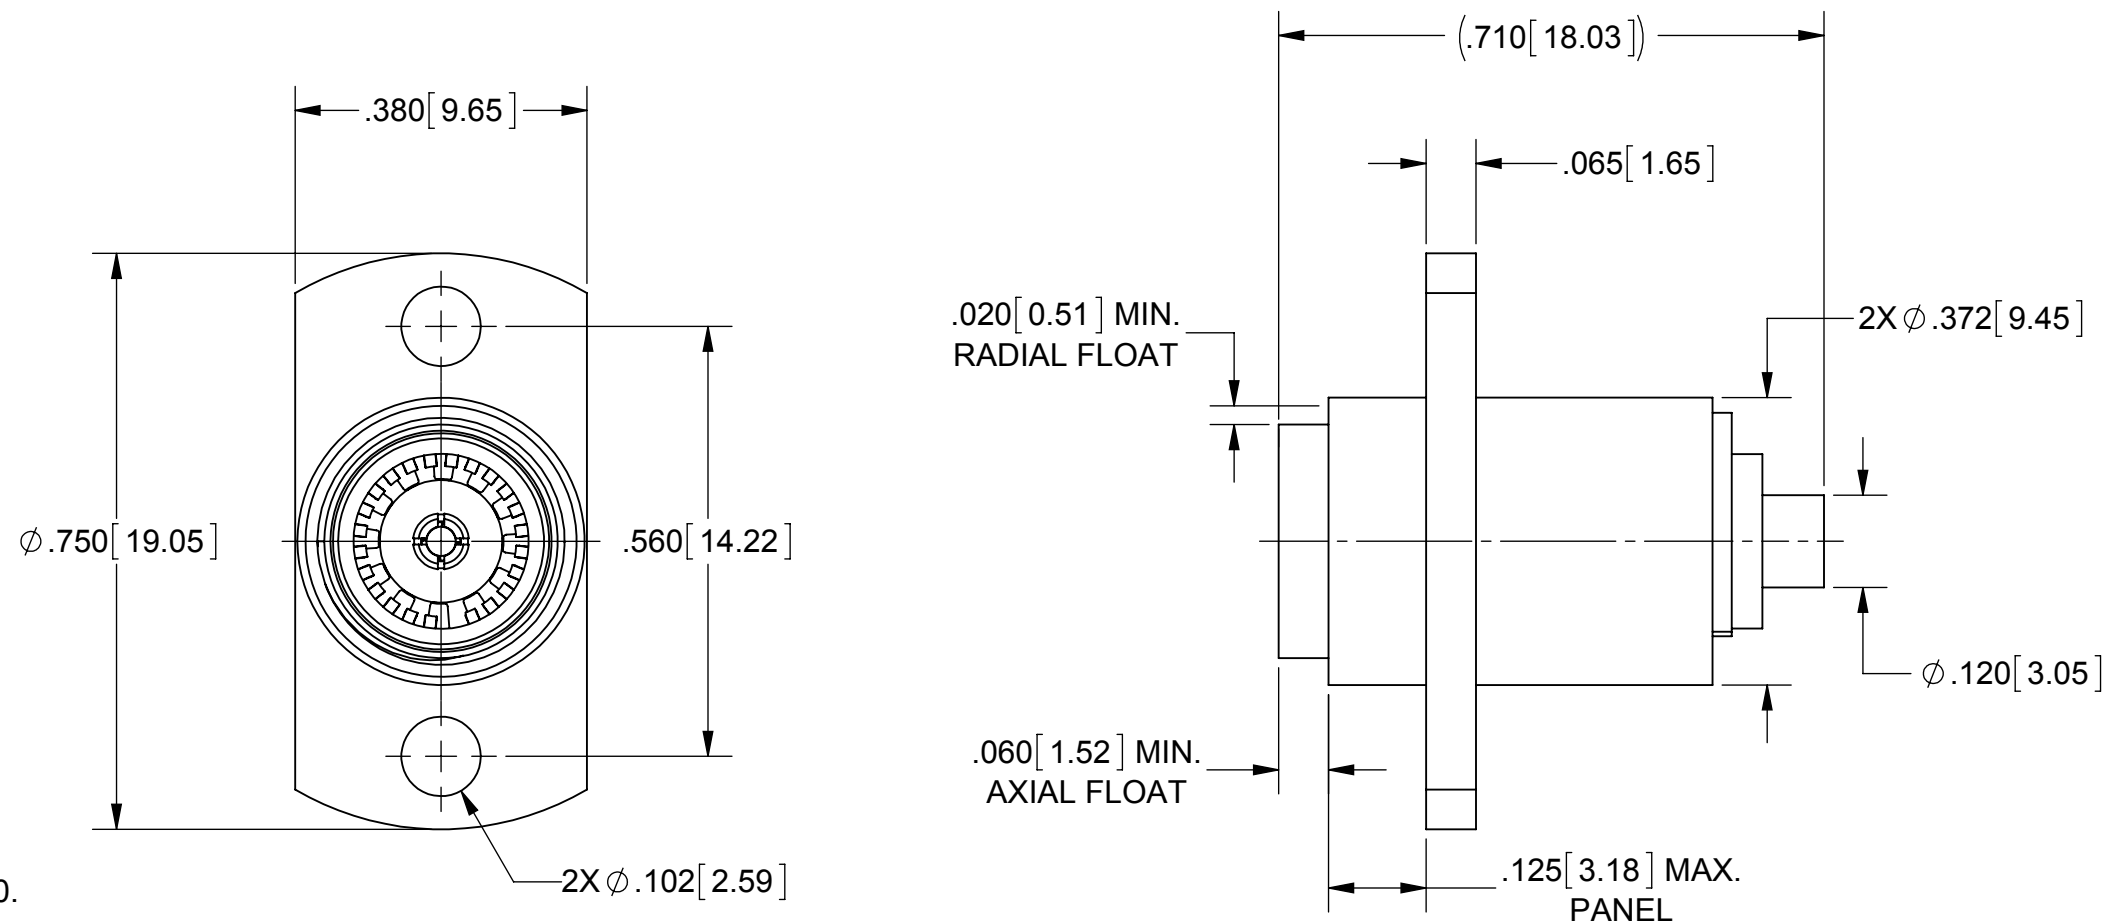 (.710[18.03])
.380[9.65]
.065[1.65]
.020[0.51] MIN.
RADIAL FLOAT
2X ⌀.372[9.45]
⌀.750[19.05]
.560[14.22]
⌀.120[3.05]
.060[1.52] MIN.
AXIAL FLOAT
2X ⌀.102[2.59]
.125[3.18] MAX.
PANEL
0.